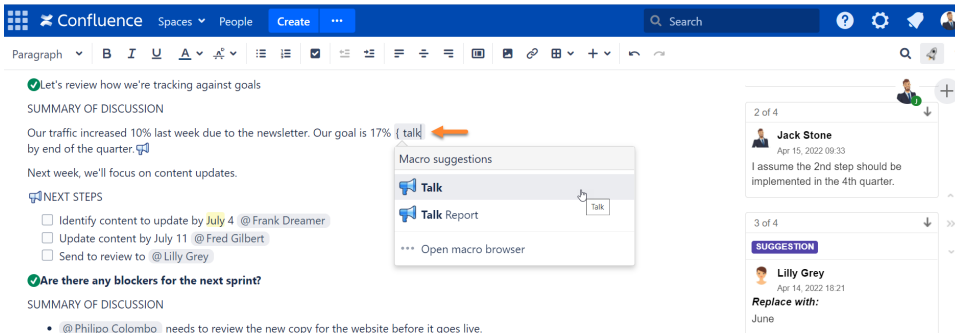 Confluence Spaces People Create ··· Search
Paragraph B I U A A
Let's review how we're tracking against goals
SUMMARY OF DISCUSSION
Our traffic increased 10% last week due to the newsletter. Our goal is 17% { talk
by end of the quarter.
Next week, we'll focus on content updates.
NEXT STEPS
Identify content to update by July 4 @Frank Dreamer
Update content by July 11 @Fred Gilbert
Send to review to @Lilly Grey
Are there any blockers for the next sprint?
SUMMARY OF DISCUSSION
• @Philipo Colombo needs to review the new copy for the website before it goes live.
Macro suggestions
Talk
Talk
Talk Report
··· Open macro browser
J
2 of 4
Jack Stone
Apr 15, 2022 09:33
I assume the 2nd step should be
implemented in the 4th quarter.
3 of 4
SUGGESTION
Lilly Grey
Apr 14, 2022 18:21
Replace with:
June